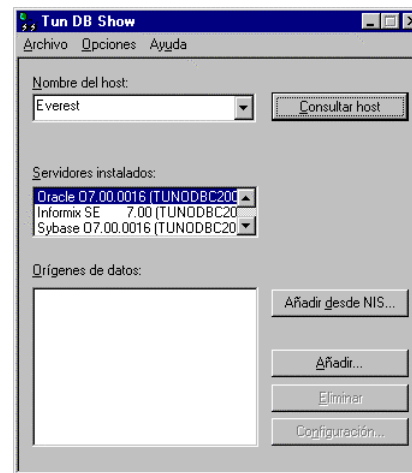 Tun DB Show
Archivo Opciones Ayuda
Nombre del host:
Everest
Consultar host
Servidores instalados:
Oracle 07.00.0016 (TUNODBC200
Informix SE 7.00 (TUNODBC20
Sybase 07.00.0016 (TUNODBC20
Orígenes de datos:
Añadir desde NIS...
Añadir...
Eliminar
Configuración...